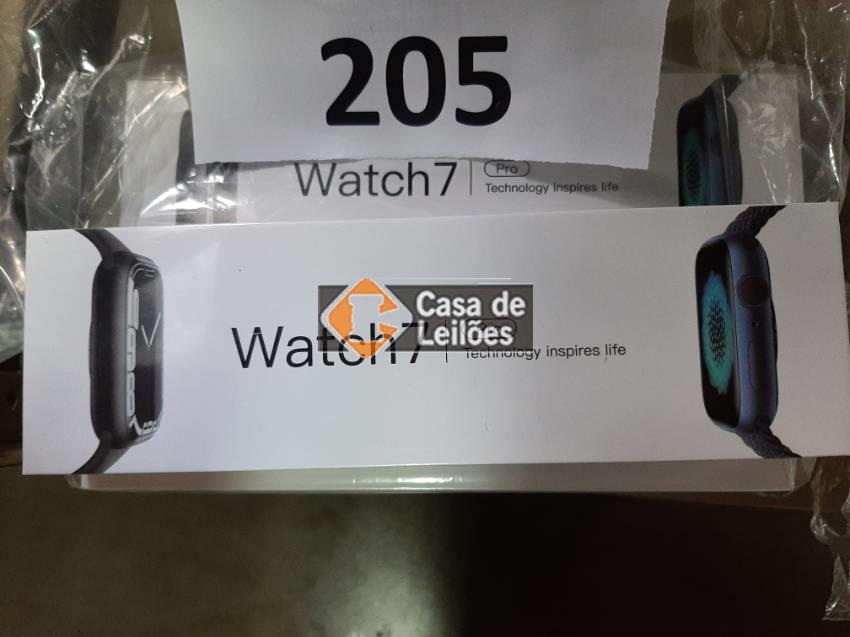 205
Watch7 Pro
Technology inspires life
Casa de
Leilões
Watch7
Technology inspires life